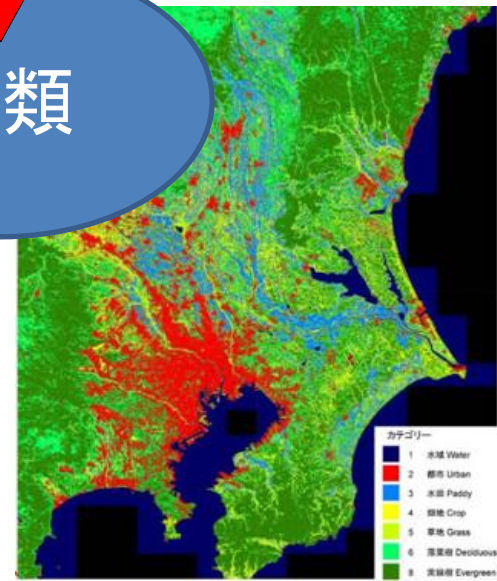 類
カテゴリー
1 水域 Water
2 都市 Urban
3 水田 Paddy
4 畑地 Crop
5 草地 Grass
6 落葉樹 Deciduous
8 常緑樹 Evergreen